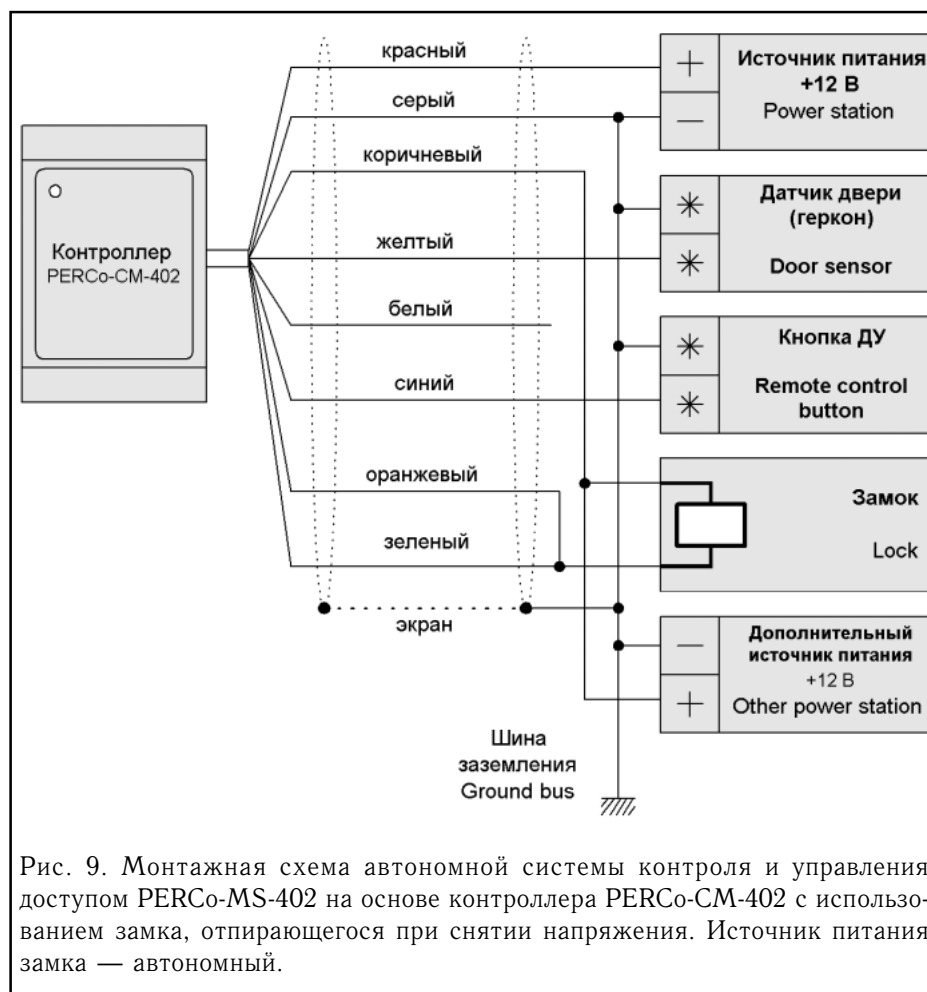 красный
серый
коричневый
желтый
белый
синий
оранжевый
зеленый
экран
Контроллер
PERCo-CM-402
Источник питания
+12 В
Power station
Датчик двери
(геркон)
Door sensor
Кнопка ДУ
Remote control
button
Замок
Lock
Дополнительный
источник питания
+12 В
Other power station
Шина
заземления
Ground bus
Рис. 9. Монтажная схема автономной системы контроля и управления
доступом PERCo-MS-402 на основе контроллера PERCo-CM-402 с использо-
ванием замка, отпирающегося при снятии напряжения. Источник питания
замка — автономный.